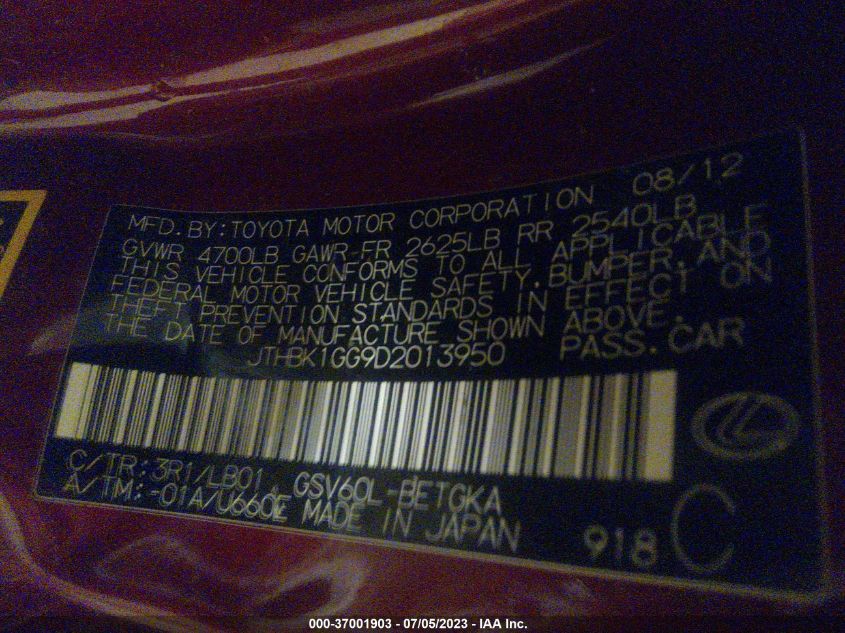 MFD. BY: TOYOTA MOTOR CORPORATION 08/12
GVWR 4700LB GAWR FR 2625LB RR 2540LB
THIS VEHICLE CONFORMS TO ALL APPLICABLE
FEDERAL MOTOR VEHICLE SAFETY, BUMPER, AND
THEFT PREVENTION STANDARDS IN EFFECT ON
THE DATE OF MANUFACTURE SHOWN ABOVE.
JTHBK1GG9D2013950 PASS. CAR
C/TR: 3R1/LB01 GSV60L-BETGKA
A/TM: -01A/U660E MADE IN JAPAN
918 C
000-37001903 - 07/05/2023 - IAA Inc.